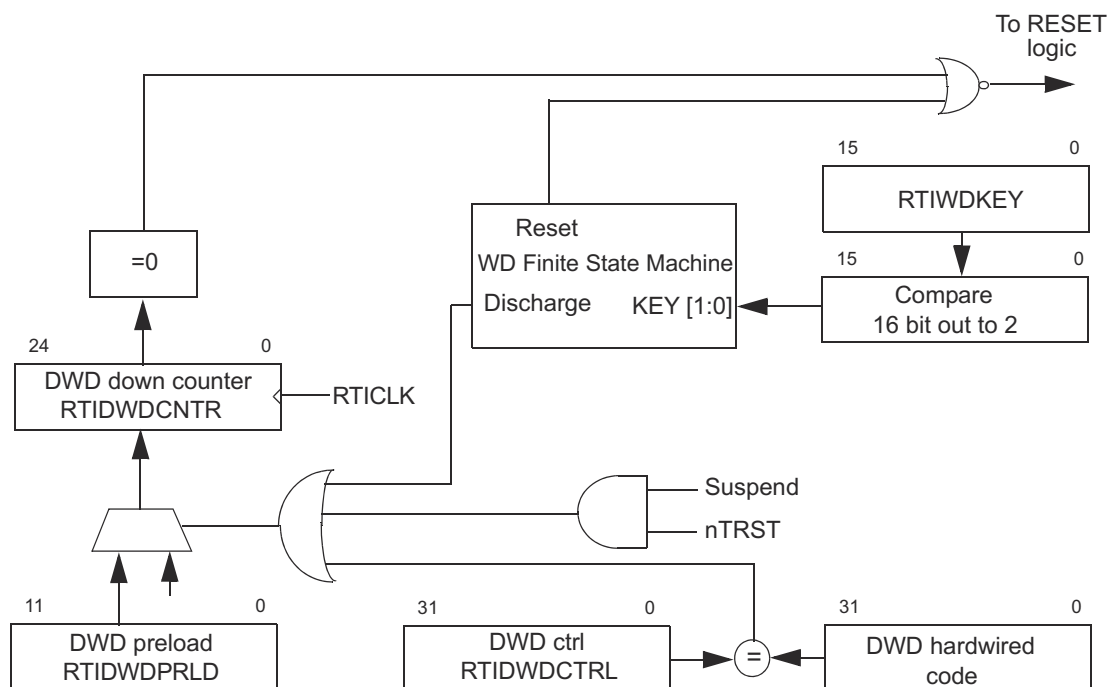 To RESET
logic
15 0
RTIWDKEY
15 0
Compare
16 bit out to 2
Reset
WD Finite State Machine
Discharge KEY [1:0]
=0
24 0
DWD down counter
RTIDWDCNTR
RTICLK
Suspend
nTRST
11 0
DWD preload
RTIDWDPRLD
31 0
DWD ctrl
RTIDWDCTRL
=
31 0
DWD hardwired
code